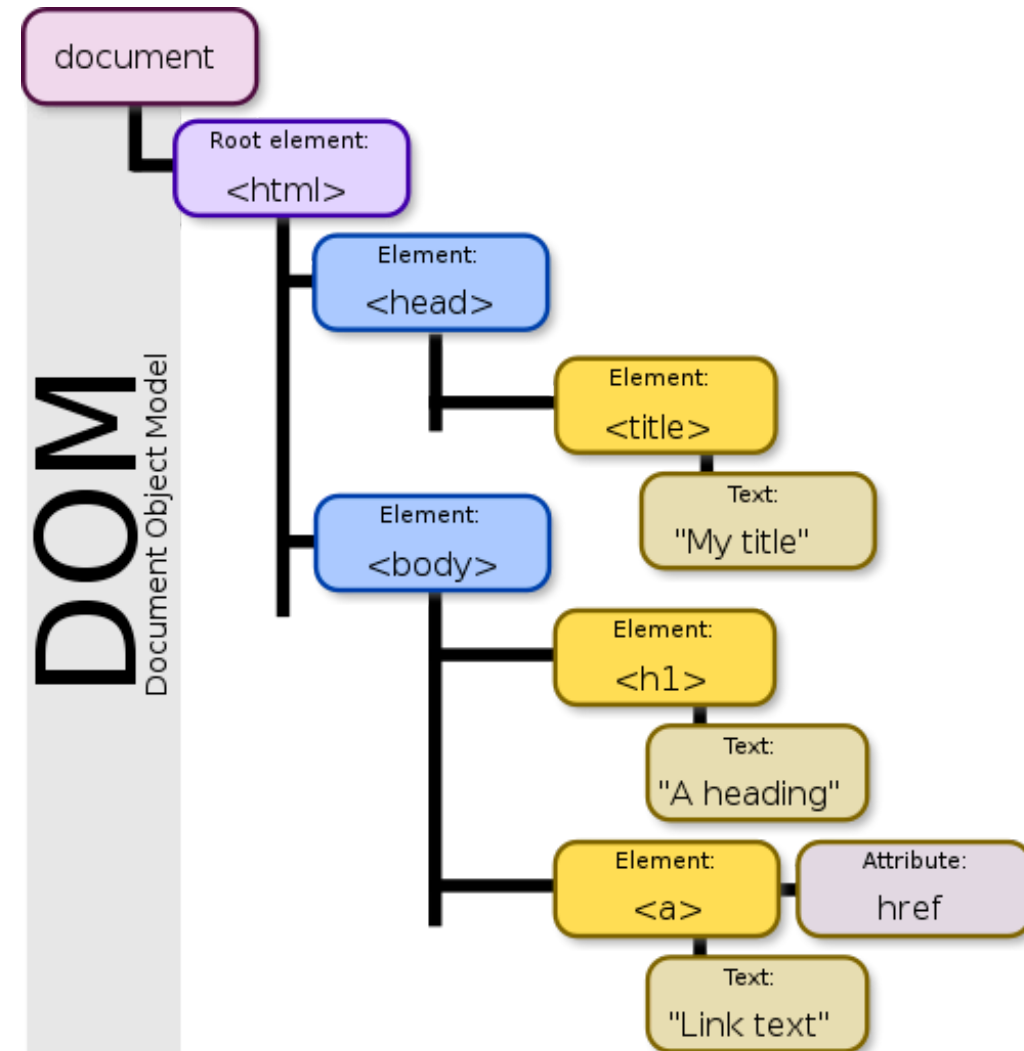 document
Root element:
<html>
Element:
<head>
Element:
<title>
Text:
"My title"
Element:
<body>
Element:
<h1>
Text:
"A heading"
Element:
<a>
Attribute:
href
Text:
"Link text"
DOM
Document Object Model